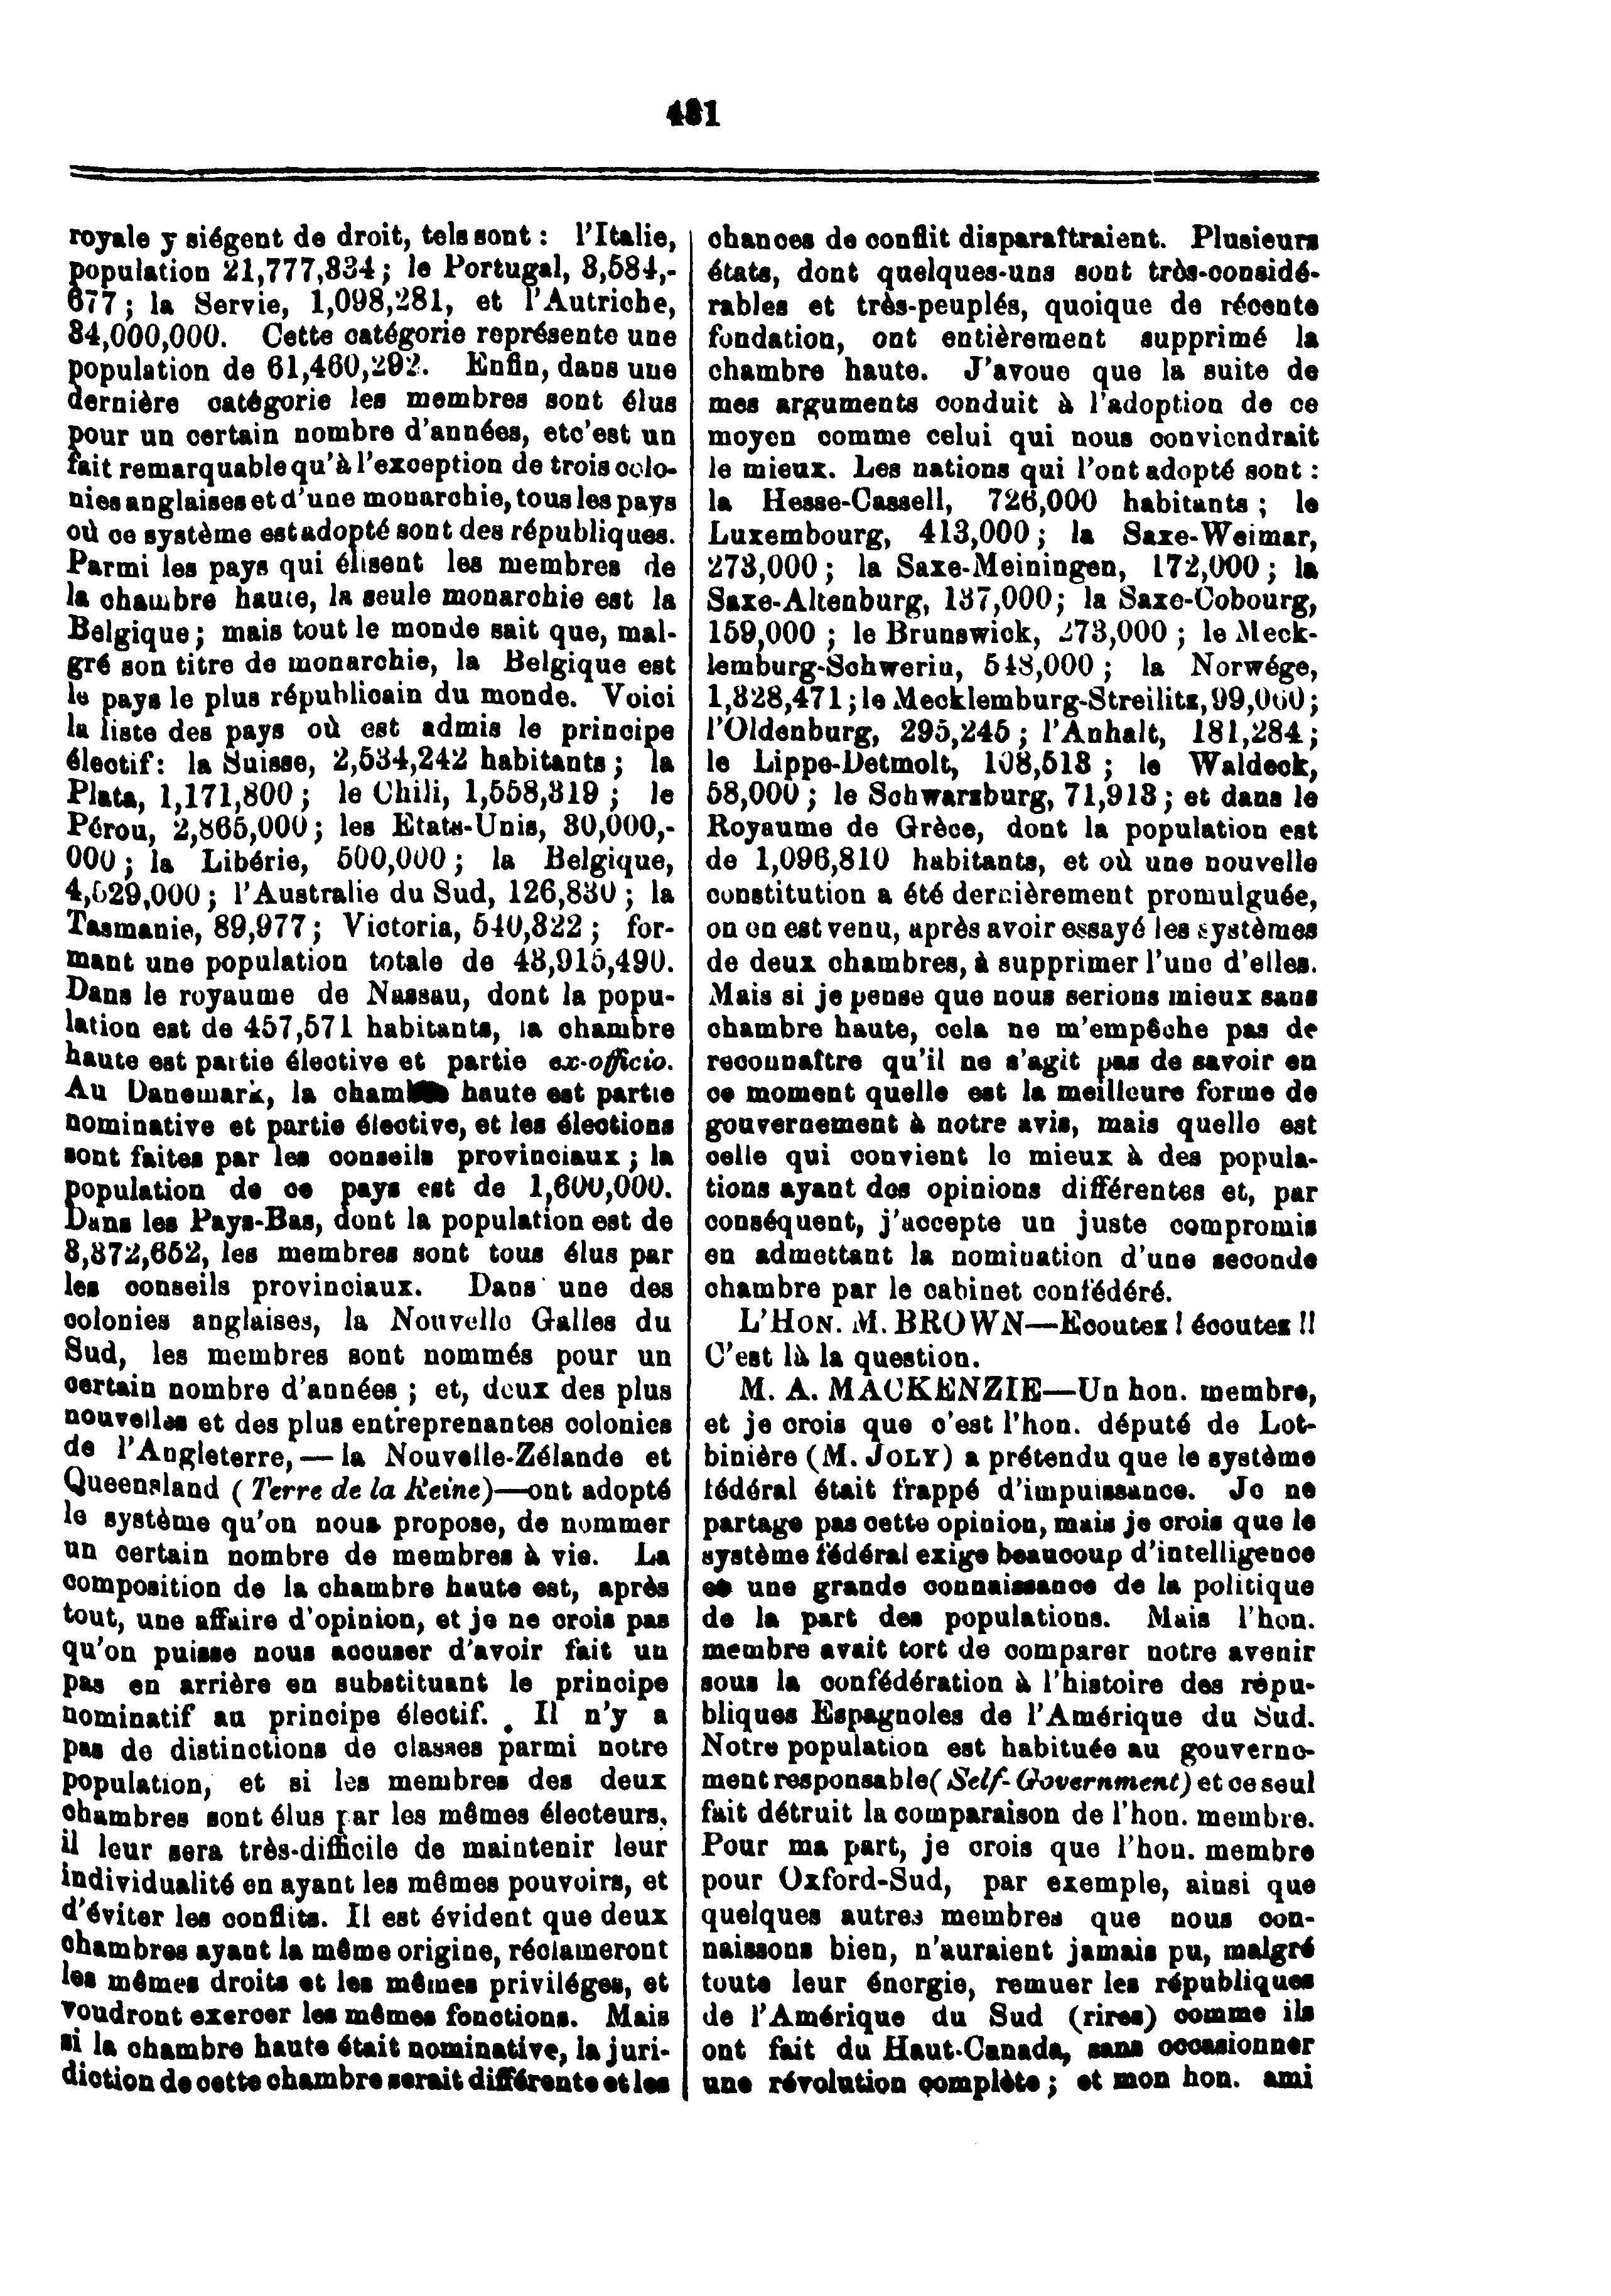 431
royale y siégent de droit, tels sont : l'Italie,
population 21,777,334 ; le Portugal, 3,584,-
677 ; la Servie, 1,098,281, et l'Autriche,
34,000,000. Cette catégorie représente une
population de 61,460,292. Enfin, dans une
dernière catégorie les membres sont élus
pour un certain nombre d'années, et c'est un
fait remarquable qu'à l'exception de trois colo-
nies anglaises et d'une monarchie, tous les pays
où ce système est adopté sont des républiques.
Parmi les pays qui élisent les membres de
la chambre haute, la seule monarchie est la
Belgique ; mais tout le monde sait que, mal-
gré son titre de monarchie, la Belgique est
le pays le plus républicain du monde. Voici
la liste des pays où est admis le principe
électif : la Suisse, 2,534,242 habitants ; la
Plata, 1,171,800 ; le Chili, 1,558,319 ; le
Pérou, 2,865,000 ; les Etats-Unis, 30,000,-
000 ; la Libérie, 500,000 ; la Belgique,
4,529,000 ; l'Australie du Sud, 126,830 ; la
Tasmanie, 89,977 ; Victoria, 540,322 ; for-
mant une population totale de 43,915,490.
Dans le royaume de Nassau, dont la popu-
lation est de 457,571 habitants, la chambre
haute est partie élective et partie ex-officio.
Au Danemark, la chambre haute est partie
nominative et partie élective, et les élections
sont faites par les conseils provinciaux ; la
population de ce pays est de 1,600,000.
Dans les Pays-Bas, dont la population est de
3,372,652, les membres sont tous élus par
les conseils provinciaux. Dans une des
colonies anglaises, la Nouvelle Galles du
Sud, les membres sont nommés pour un
certain nombre d'années ; et, deux des plus
nouvelles et des plus entreprenantes colonies
de l'Angleterre, — la Nouvelle-Zélande et
Queensland ( Terre de la Reine)—ont adopté
le système qu'on nous propose, de nommer
un certain nombre de membres à vie. La
composition de la chambre haute est, après
tout, une affaire d'opinion, et je ne crois pas
qu'on puisse nous accuser d'avoir fait un
pas en arrière en substituant le principe
nominatif au principe électif. Il n'y a
pas de distinctions de classes parmi notre
population, et si les membres des deux
chambres sont élus par les mêmes électeurs,
il leur sera très-difficile de maintenir leur
individualité en ayant les mêmes pouvoirs, et
d'éviter les conflits. Il est évident que deux
chambres ayant la même origine, réclameront
les mêmes droits et les mêmes priviléges, et
voudront exercer les mêmes fonctions. Mais
si la chambre haute était nominative, la juri-
diction de cette chambre serait différente et les
chances de conflit disparaîtraient. Plusieurs
états, dont quelques-uns sont très-considé-
rables et très-peuplés, quoique de récente
fondation, ont entièrement supprimé la
chambre haute. J'avoue que la suite de
mes arguments conduit à l'adoption de ce
moyen comme celui qui nous conviendrait
le mieux. Les nations qui l'ont adopté sont :
la Hesse-Cassell, 726,000 habitants ; le
Luxembourg, 413,000 ; la Saxe-Weimar,
273,000 ; la Saxe-Meiningen, 172,000 ; la
Saxe-Altenburg, 137,000 ; la Saxe-Cobourg,
159,000 ; le Brunswick, 273,000 ; le Meck-
lemburg-Schwerin, 548,000 ; la Norwége,
1,328,471 ; le Mecklemburg-Streilitz, 99,060 ;
l'Oldenburg, 295,245 ; l'Anhalt, 181,284 ;
le Lippe-Detmolt, 108,513 ; le Waldeck,
58,000 ; le Schwarzburg, 71,913 ; et dans le
Royaume de Grèce, dont la population est
de 1,096,810 habitants, et où une nouvelle
constitution a été dernièrement promulguée,
on en est venu, après avoir essayé les systèmes
de deux chambres, à supprimer l'une d'elles.
Mais si je pense que nous serions mieux sans
chambre haute, cela ne m'empêche pas de
reconnaître qu'il ne s'agit pas de savoir en
ce moment quelle est la meilleure forme de
gouvernement à notre avis, mais quelle est
celle qui convient le mieux à des popula-
tions ayant des opinions différentes et, par
conséquent, j'accepte un juste compromis
en admettant la nomination d'une seconde
chambre par le cabinet confédéré.
L'HON. M. BROWN—Ecoutez ! écoutez !!
C'est là la question.
M. A. MACKENZIE—Un hon. membre,
et je crois que c'est l'hon. député de Lot-
binière (M. JOLY) a prétendu que le système
fédéral était frappé d'impuissance. Je ne
partage pas cette opinion, mais je crois que le
système fédéral exige beaucoup d'intelligence
et une grande connaissance de la politique
de la part des populations. Mais l'hon.
membre avait tort de comparer notre avenir
sous la confédération à l'histoire des répu-
bliques Espagnoles de l'Amérique du Sud.
Notre population est habituée au gouverne-
ment responsable ( Self-Government) et ce seul
fait détruit la comparaison de l'hon. membre.
Pour ma part, je crois que l'hon. membre
pour Oxford-Sud, par exemple, ainsi que
quelques autres membres que nous con-
naissons bien, n'auraient jamais pu, malgré
toute leur énergie, remuer les républiques
de l'Amérique du Sud (rires) comme ils
ont fait du Haut-Canada, sans occasionner
une révolution complète ; et mon hon. ami